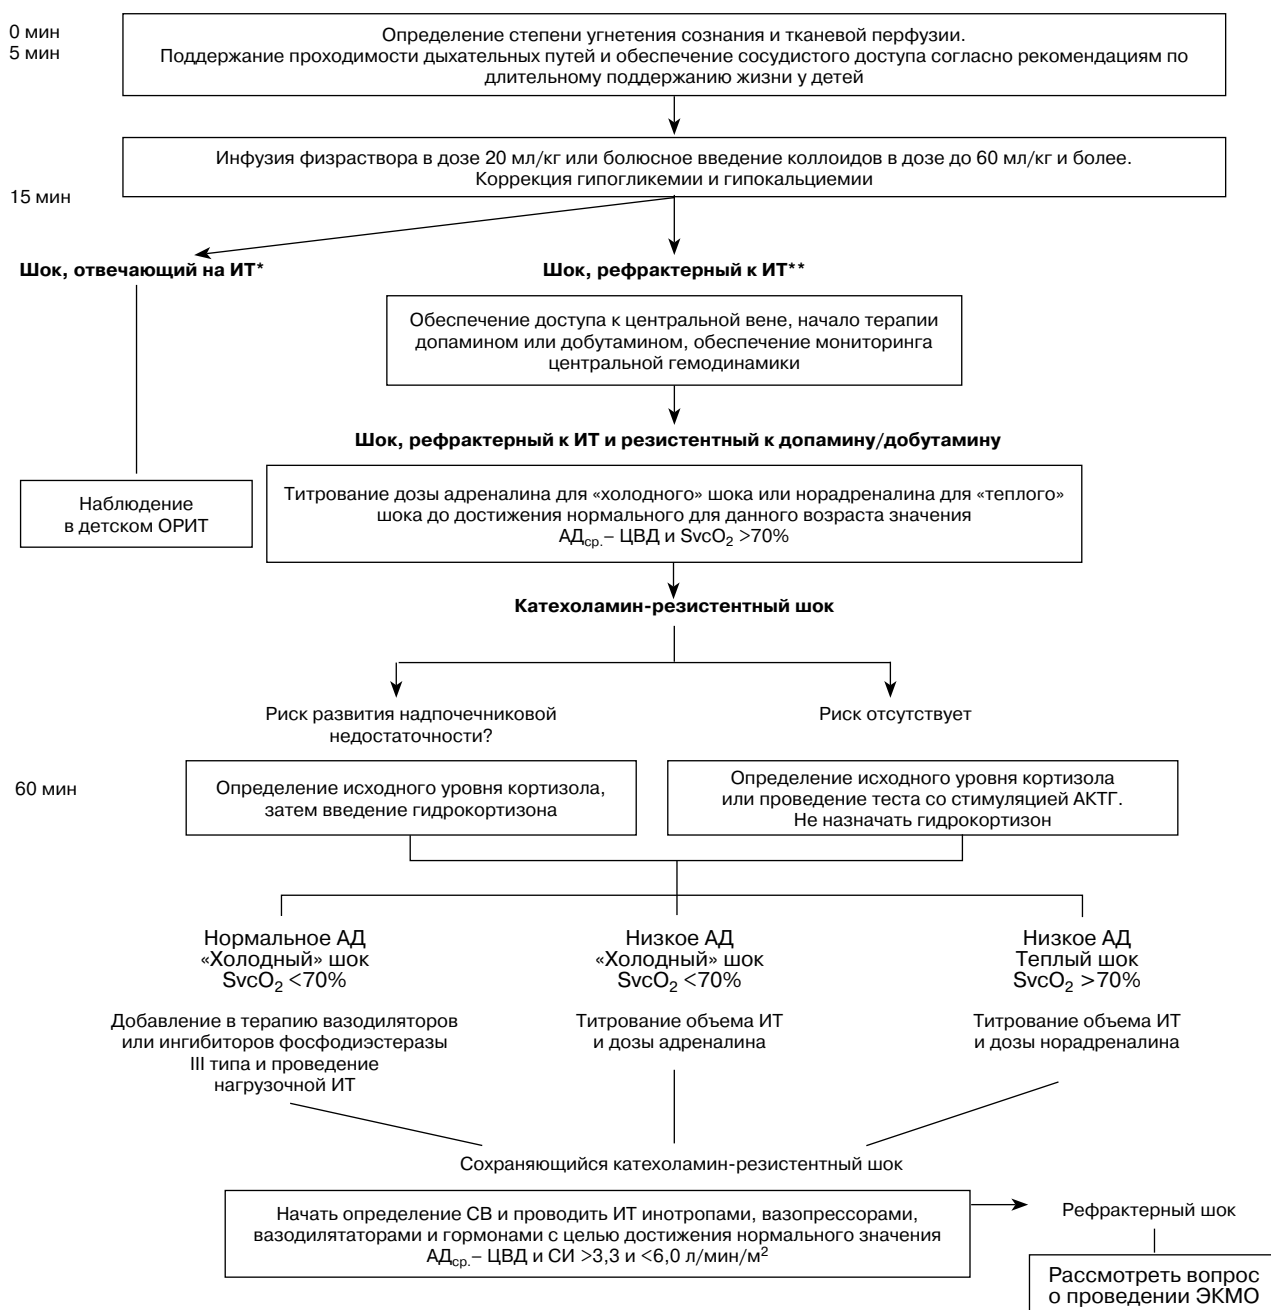 0 мин
5 мин
Определение степени угнетения сознания и тканевой перфузии.
Поддержание проходимости дыхательных путей и обеспечение сосудистого доступа согласно рекомендациям по
длительному поддержанию жизни у детей
Инфузия физраствора в дозе 20 мл/кг или болюсное введение коллоидов в дозе до 60 мл/кг и более.
Коррекция гипогликемии и гипокальциемии
15 мин
Шок, отвечающий на ИТ*
Шок, рефрактерный к ИТ**
Обеспечение доступа к центральной вене, начало терапии
допамином или добутамином, обеспечение мониторинга
центральной гемодинамики
Шок, рефрактерный к ИТ и резистентный к допамину/добутамину
Наблюдение
в детском ОРИТ
Титрование дозы адреналина для «холодного» шока или норадреналина для «теплого»
шока до достижения нормального для данного возраста значения
АДср.– ЦВД и SvcO2 >70%
Катехоламин-резистентный шок
Риск развития надпочечниковой
недостаточности?
Риск отсутствует
60 мин
Определение исходного уровня кортизола,
затем введение гидрокортизона
Определение исходного уровня кортизола
или проведение теста со стимуляцией АКТГ.
Не назначать гидрокортизон
Нормальное АД
«Холодный» шок
SvcO2 <70%
Добавление в терапию вазодиляторов
или ингибиторов фосфодиэстеразы
III типа и проведение
нагрузочной ИТ
Низкое АД
«Холодный» шок
SvcO2 <70%
Титрование объема ИТ
и дозы адреналина
Низкое АД
Теплый шок
SvcO2 >70%
Титрование объема ИТ
и дозы норадреналина
Сохраняющийся катехоламин-резистентный шок
Начать определение СВ и проводить ИТ инотропами, вазопрессорами,
вазодилятаторами и гормонами с целью достижения нормального значения
АДср.– ЦВД и СИ >3,3 и <6,0 л/мин/м2
Рефрактерный шок
Рассмотреть вопрос
о проведении ЭКМО